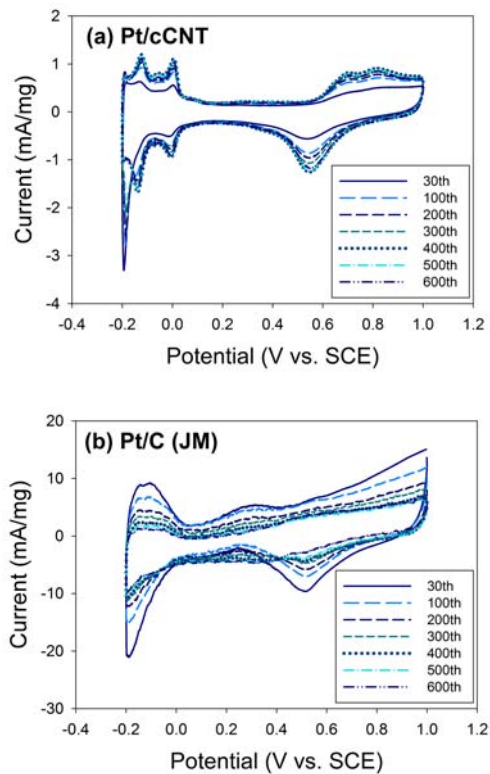 (a) Pt/cCNT
Current (mA/mg)
2
1
0
-1
-2
-3
-4
30th
100th
200th
300th
400th
500th
600th
-0.4 -0.2 0.0 0.2 0.4 0.6 0.8 1.0 1.2
Potential (V vs. SCE)
(b) Pt/C (JM)
Current (mA/mg)
20
10
0
-10
-20
-30
30th
100th
200th
300th
400th
500th
600th
-0.4 -0.2 0.0 0.2 0.4 0.6 0.8 1.0 1.2
Potential (V vs. SCE)